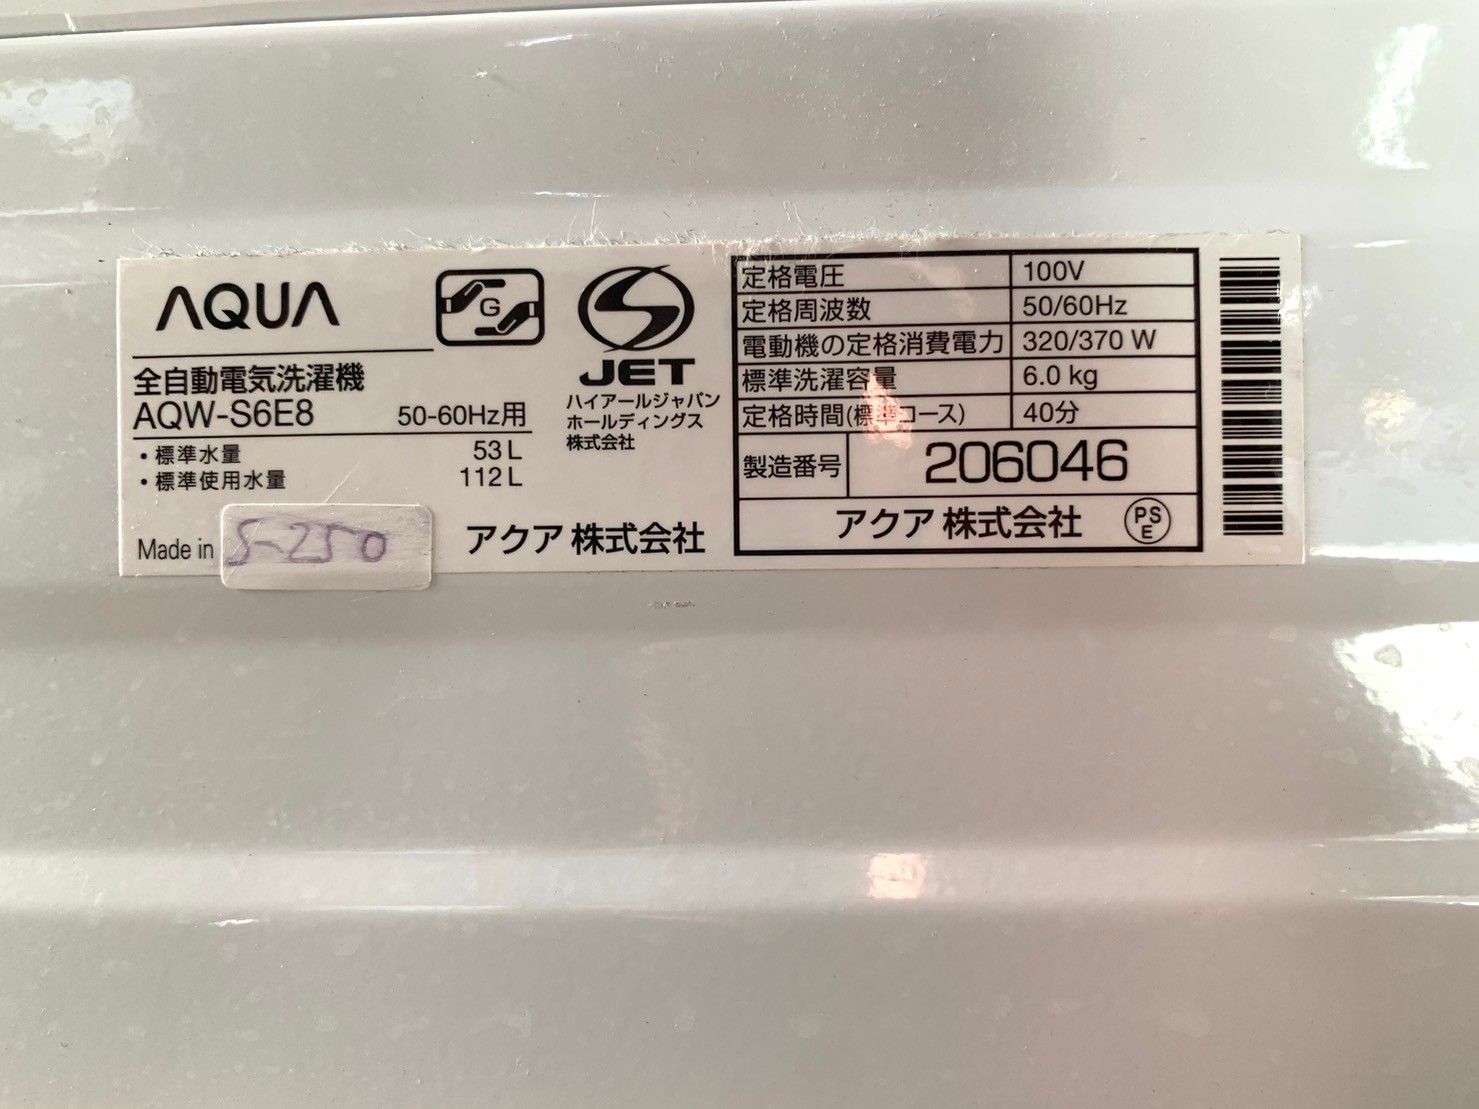 AQUA
G
全自動電気洗濯機
AQW-S6E8 50-60Hz用
・標準水量 53L
・標準使用水量 112L
Made in S-250
アクア 株式会社
S
JET
ハイアールジャパン
ホールディングス
株式会社
定格電圧 100V
定格周波数 50/60Hz
電動機の定格消費電力 320/370 W
標準洗濯容量 6.0 kg
定格時間(標準コース) 40分
製造番号 206046
アクア 株式会社 PSE